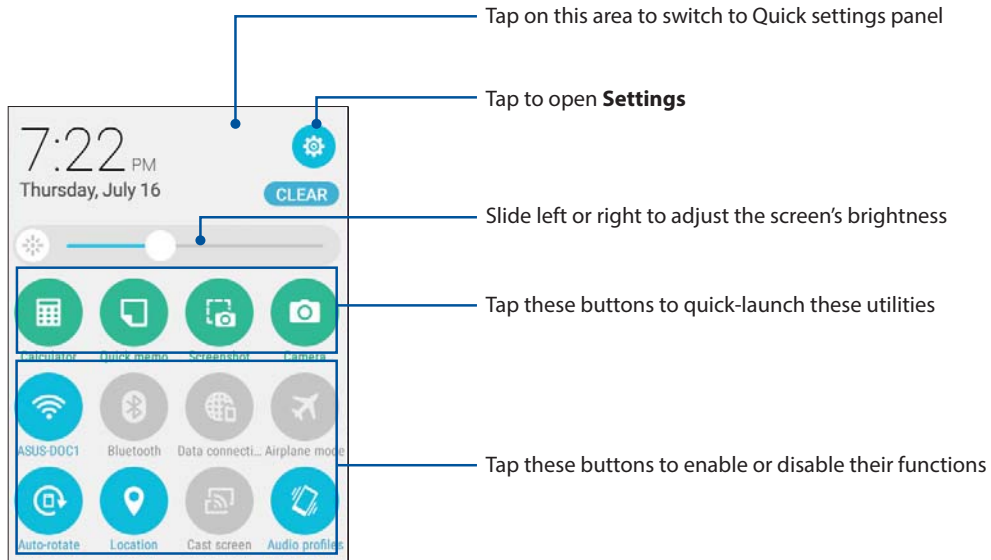 Tap on this area to switch to Quick settings panel
Tap to open Settings
7:22 PM
Thursday, July 16
CLEAR
Slide left or right to adjust the screen's brightness
Tap these buttons to quick-launch these utilities
Calculator Quick memo Screenshot Camera
ASUS-DOC1 Bluetooth Data connecti... Airplane mode
Tap these buttons to enable or disable their functions
Auto-rotate Location Cast screen Audio profiles